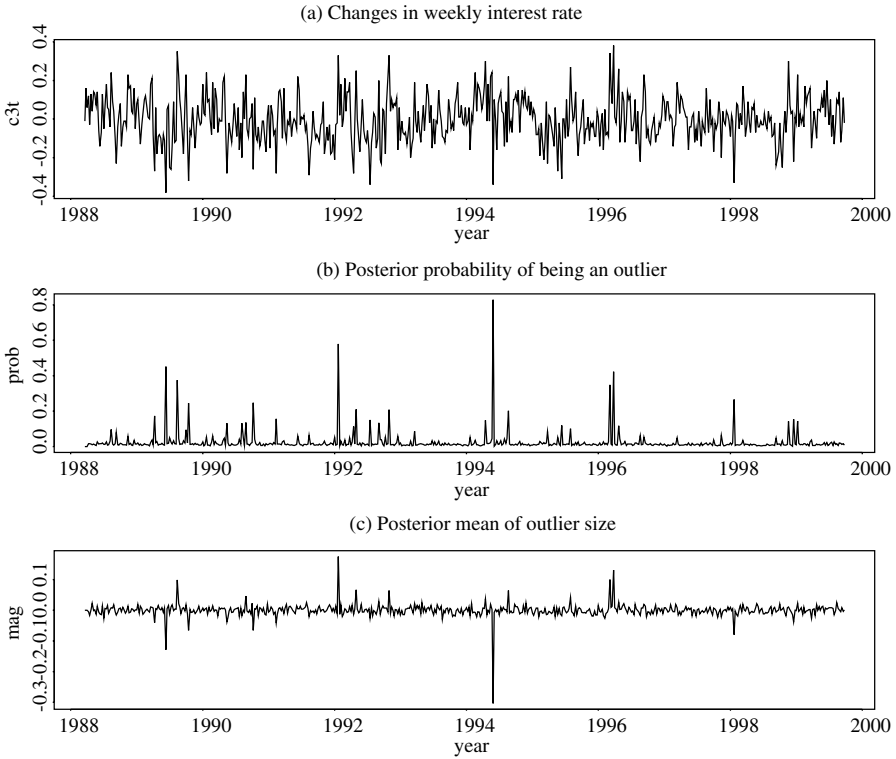 (a) Changes in weekly interest rate
c3t
-0.4 -0.2 0.0 0.2 0.4
1988 1990 1992 1994 1996 1998 2000
year
(b) Posterior probability of being an outlier
prob
0.0 0.2 0.4 0.6 0.8
1988 1990 1992 1994 1996 1998 2000
year
(c) Posterior mean of outlier size
mag
-0.3 -0.2 -0.1 0.0 0.1
1988 1990 1992 1994 1996 1998 2000
year